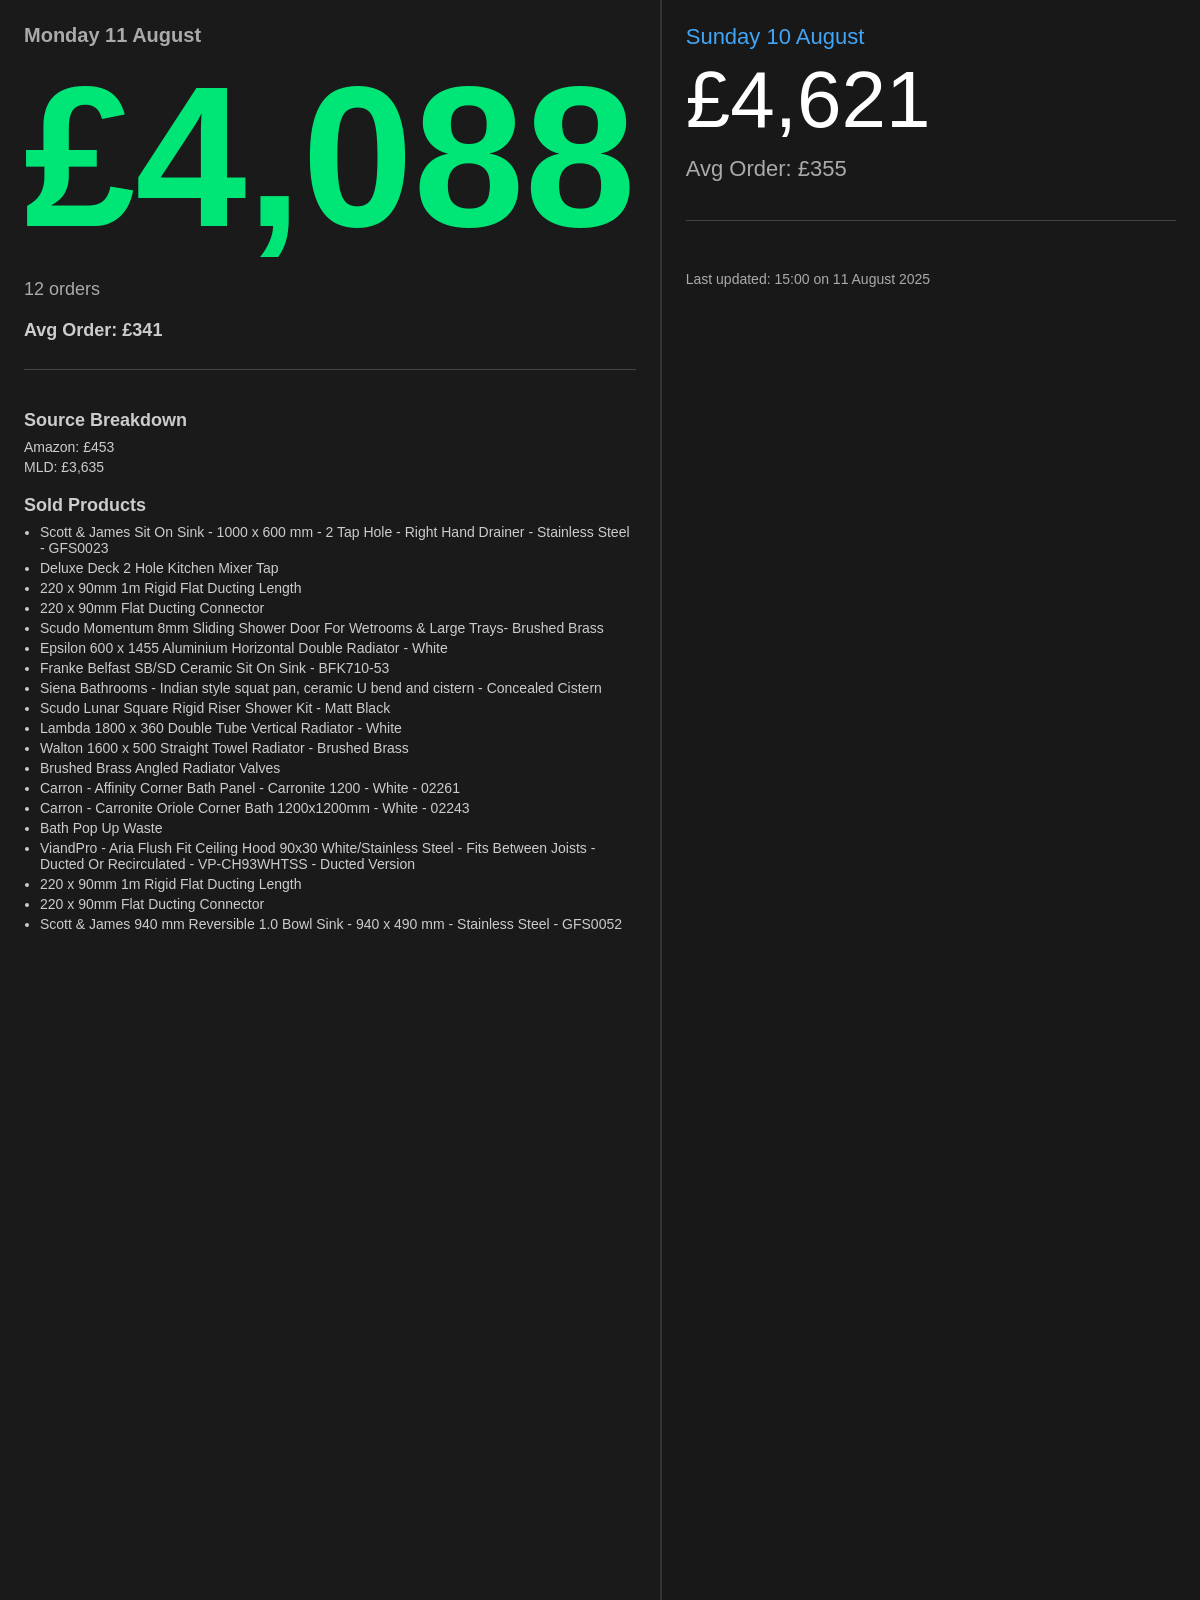 Monday 11 August
£4,088
12 orders
Avg Order: £341
Source Breakdown
Amazon: £453
MLD: £3,635
Sold Products
• Scott & James Sit On Sink - 1000 x 600 mm - 2 Tap Hole - Right Hand Drainer - Stainless Steel
- GFS0023
• Deluxe Deck 2 Hole Kitchen Mixer Tap
• 220 x 90mm 1m Rigid Flat Ducting Length
• 220 x 90mm Flat Ducting Connector
• Scudo Momentum 8mm Sliding Shower Door For Wetrooms & Large Trays- Brushed Brass
• Epsilon 600 x 1455 Aluminium Horizontal Double Radiator - White
• Franke Belfast SB/SD Ceramic Sit On Sink - BFK710-53
• Siena Bathrooms - Indian style squat pan, ceramic U bend and cistern - Concealed Cistern
• Scudo Lunar Square Rigid Riser Shower Kit - Matt Black
• Lambda 1800 x 360 Double Tube Vertical Radiator - White
• Walton 1600 x 500 Straight Towel Radiator - Brushed Brass
• Brushed Brass Angled Radiator Valves
• Carron - Affinity Corner Bath Panel - Carronite 1200 - White - 02261
• Carron - Carronite Oriole Corner Bath 1200x1200mm - White - 02243
• Bath Pop Up Waste
• ViandPro - Aria Flush Fit Ceiling Hood 90x30 White/Stainless Steel - Fits Between Joists -
Ducted Or Recirculated - VP-CH93WHTSS - Ducted Version
• 220 x 90mm 1m Rigid Flat Ducting Length
• 220 x 90mm Flat Ducting Connector
• Scott & James 940 mm Reversible 1.0 Bowl Sink - 940 x 490 mm - Stainless Steel - GFS0052
Sunday 10 August
£4,621
Avg Order: £355
Last updated: 15:00 on 11 August 2025